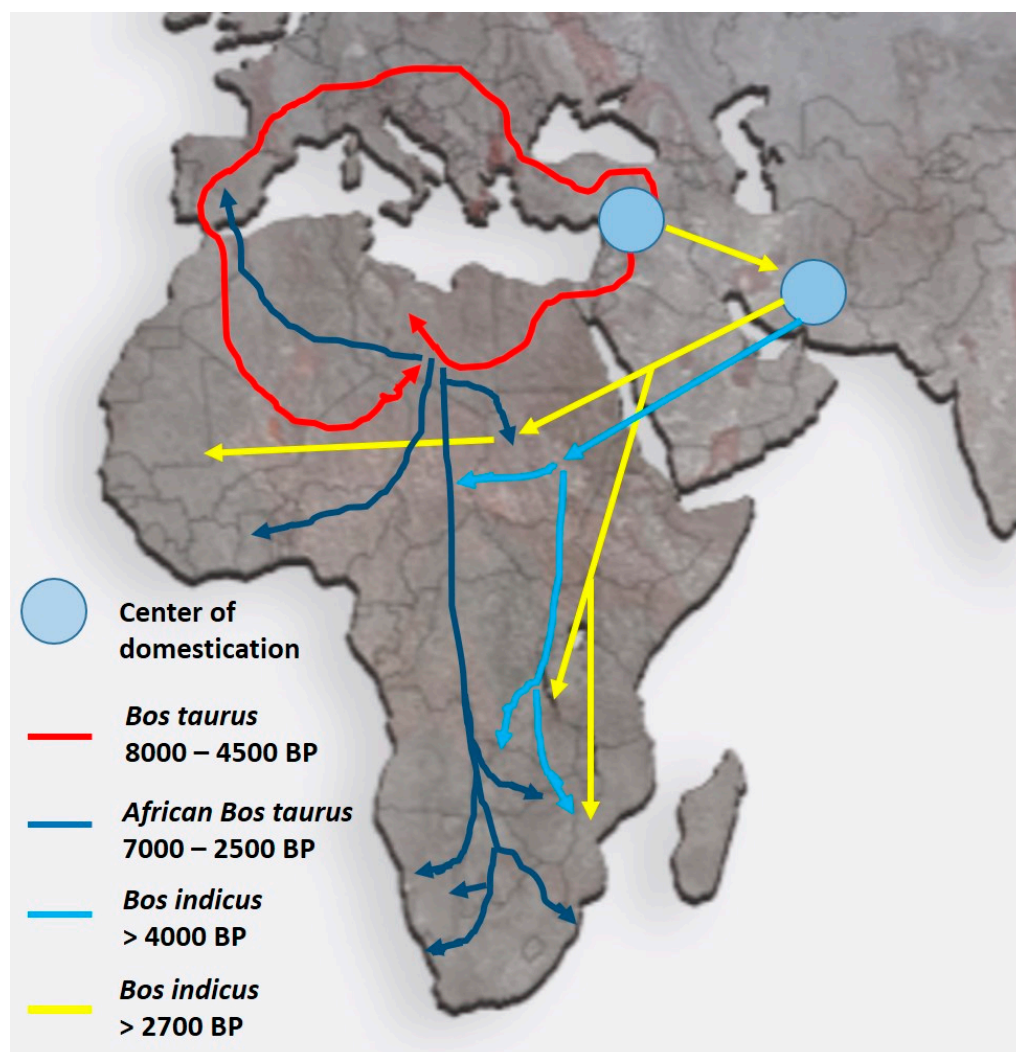 Center of
domestication
Bos taurus
8000 – 4500 BP
African Bos taurus
7000 – 2500 BP
Bos indicus
> 4000 BP
Bos indicus
> 2700 BP